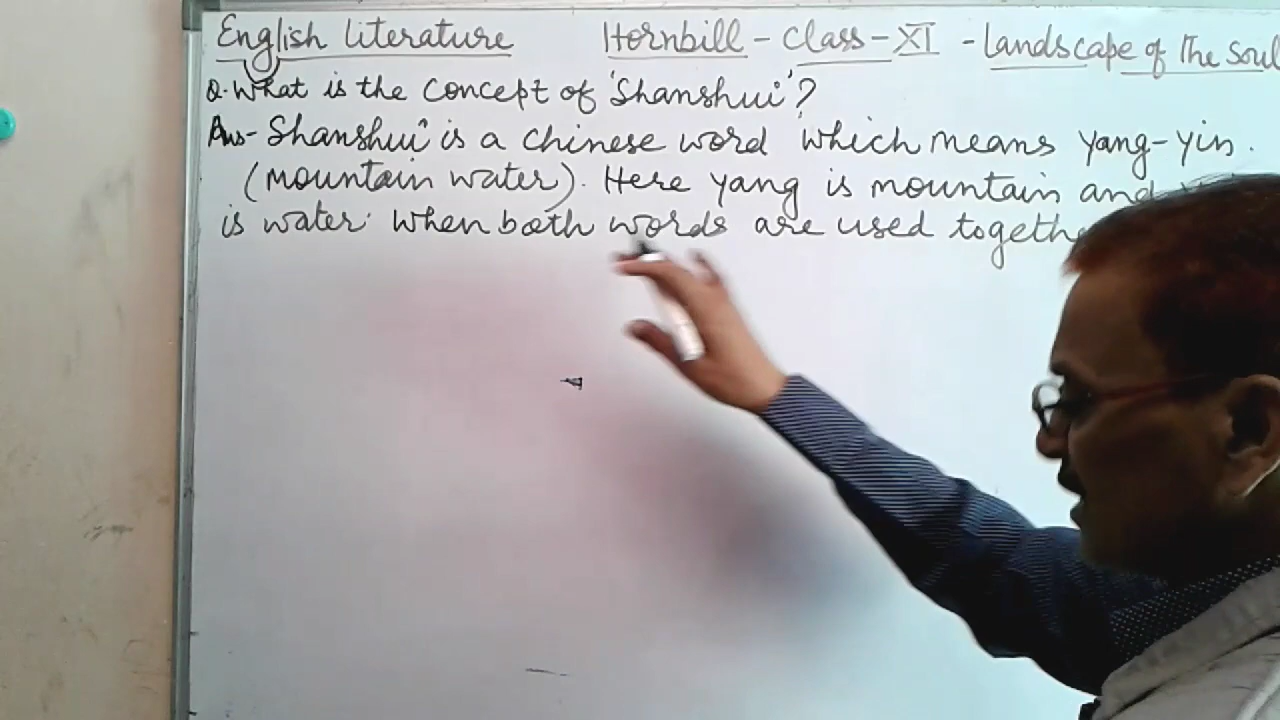 English Literature Hornbill - Class - XI - Landscape of The Soul
Q. What is the concept of 'Shanshui'?
Ans - Shanshui' is a Chinese word which means yang-yin.
(mountain water). Here yang is mountain and
is water. When both words are used togethe